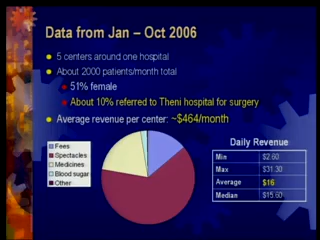 Data from Jan – Oct 2006
5 centers around one hospital
About 2000 patients/month total
51% female
About 10% referred to Theni hospital for surgery
Average revenue per center: ~$464/month
Fees
Spectacles
Medicines
Blood sugar
Other
Daily Revenue
Min $2.60
Max $31.30
Average $16
Median $15.60